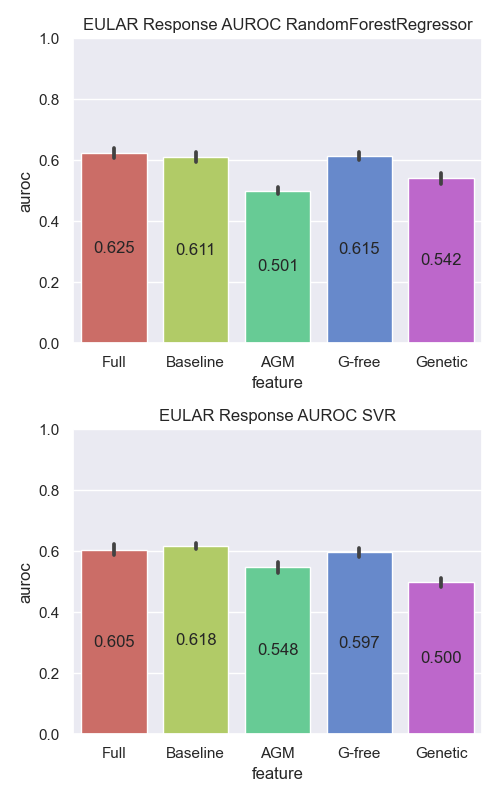 EULAR Response AUROC RandomForestRegressor
1.0
0.8
0.6
0.4
0.2
0.0
auroc
0.625
0.611
0.501
0.615
0.542
Full Baseline AGM G-free Genetic
feature
EULAR Response AUROC SVR
1.0
0.8
0.6
0.4
0.2
0.0
auroc
0.605
0.618
0.548
0.597
0.500
Full Baseline AGM G-free Genetic
feature